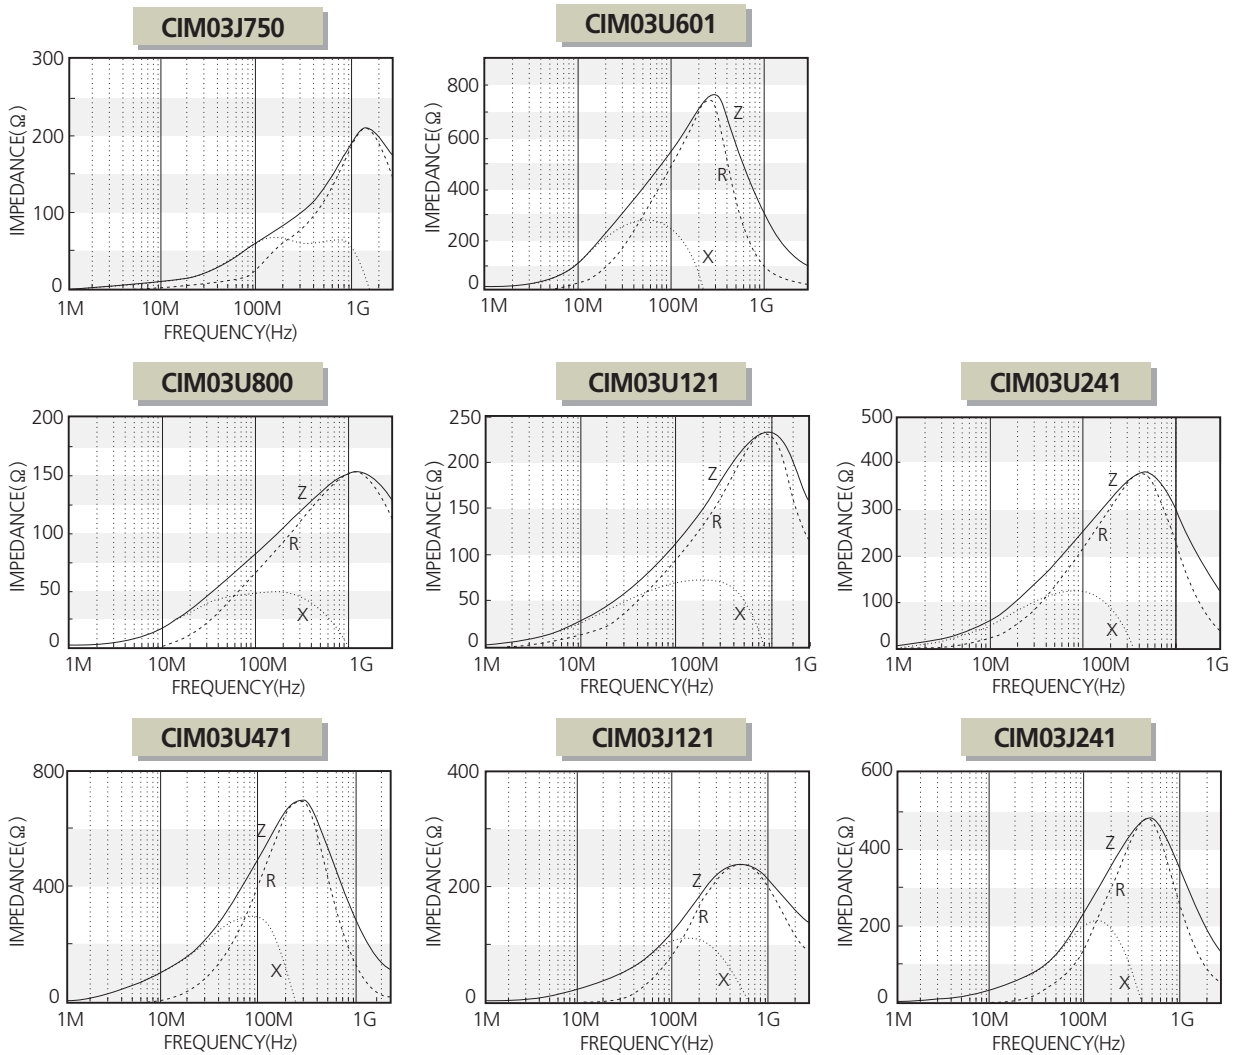 CIM03J750
CIM03U601
IMPEDANCE(Ω)
300
200
100
0
1M 10M 100M 1G
FREQUENCY(Hz)
IMPEDANCE(Ω)
800
600
400
200
0
Z
R
X
1M 10M 100M 1G
CIM03U800
CIM03U121
CIM03U241
IMPEDANCE(Ω)
200
150
100
50
0
Z
R
X
1M 10M 100M 1G
FREQUENCY(Hz)
IMPEDANCE(Ω)
250
200
150
100
50
0
Z
R
X
1M 10M 100M 1G
FREQUENCY(Hz)
IMPEDANCE(Ω)
500
400
300
200
100
0
Z
R
X
1M 10M 100M 1G
FREQUENCY(Hz)
CIM03U471
CIM03J121
CIM03J241
IMPEDANCE(Ω)
800
400
0
Z
R
X
1M 10M 100M 1G
FREQUENCY(Hz)
IMPEDANCE(Ω)
400
200
0
Z
R
X
1M 10M 100M 1G
FREQUENCY(Hz)
IMPEDANCE(Ω)
600
400
200
0
Z
R
X
1M 10M 100M 1G
FREQUENCY(Hz)